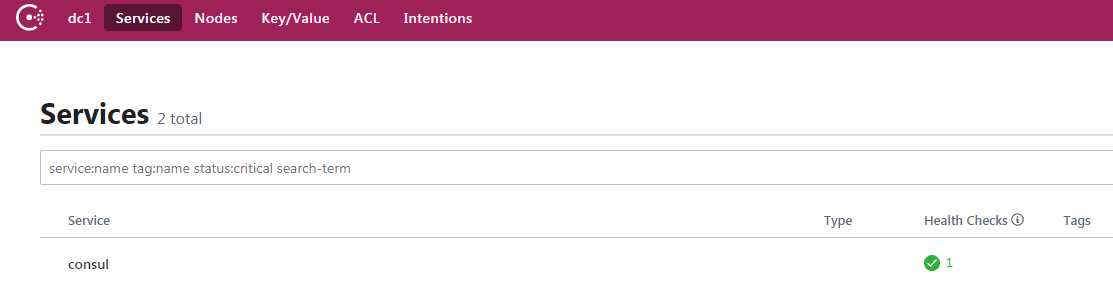 dc1 Services Nodes Key/Value ACL Intentions
Services 2 total
service:name tag:name status:critical search-term
Service Type Health Checks Tags
consul 1